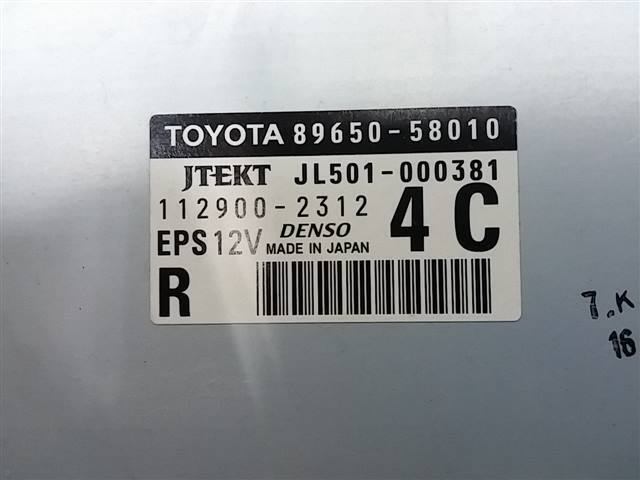 TOYOTA 89650-58010
JTEKT JL501-000381
112900-2312
4C
EPS 12V DENSO
MADE IN JAPAN
R
7.K
16